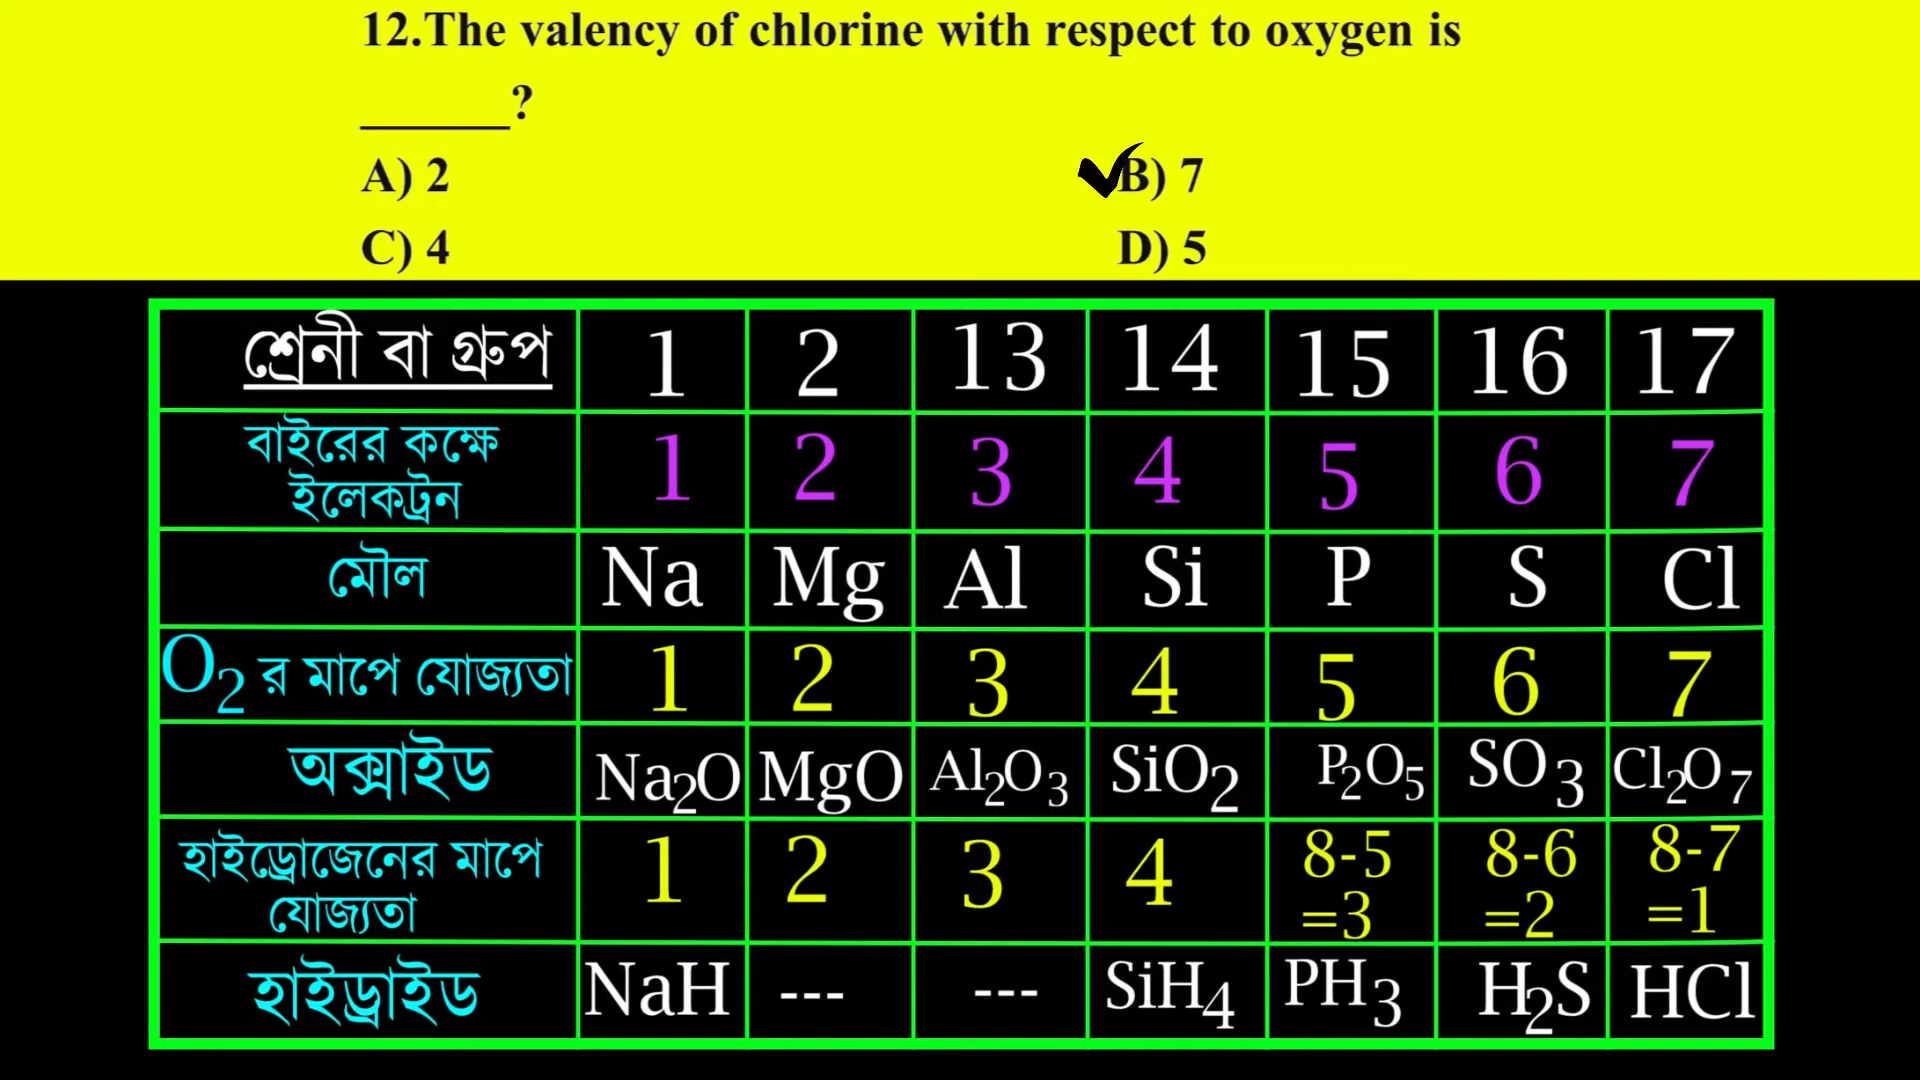 12.The valency of chlorine with respect to oxygen is
______?
A) 2 B) 7
C) 4 D) 5
শ্রেনী বা গ্রুপ 1 2 13 14 15 16 17
বাইরের কক্ষে
ইলেকট্রন 1 2 3 4 5 6 7
মৌল Na Mg Al Si P S Cl
O₂ র মাপে যোজ্যতা 1 2 3 4 5 6 7
অক্সাইড Na₂O MgO Al₂O₃ SiO₂ P₂O₅ SO₃ Cl₂O₇
হাইড্রোজেনের মাপে 1 2 3 4 8-5 8-6 8-7
যোজ্যতা =3 =2 =1
হাইড্রাইড NaH --- --- SiH₄ PH₃ H₂S HCl